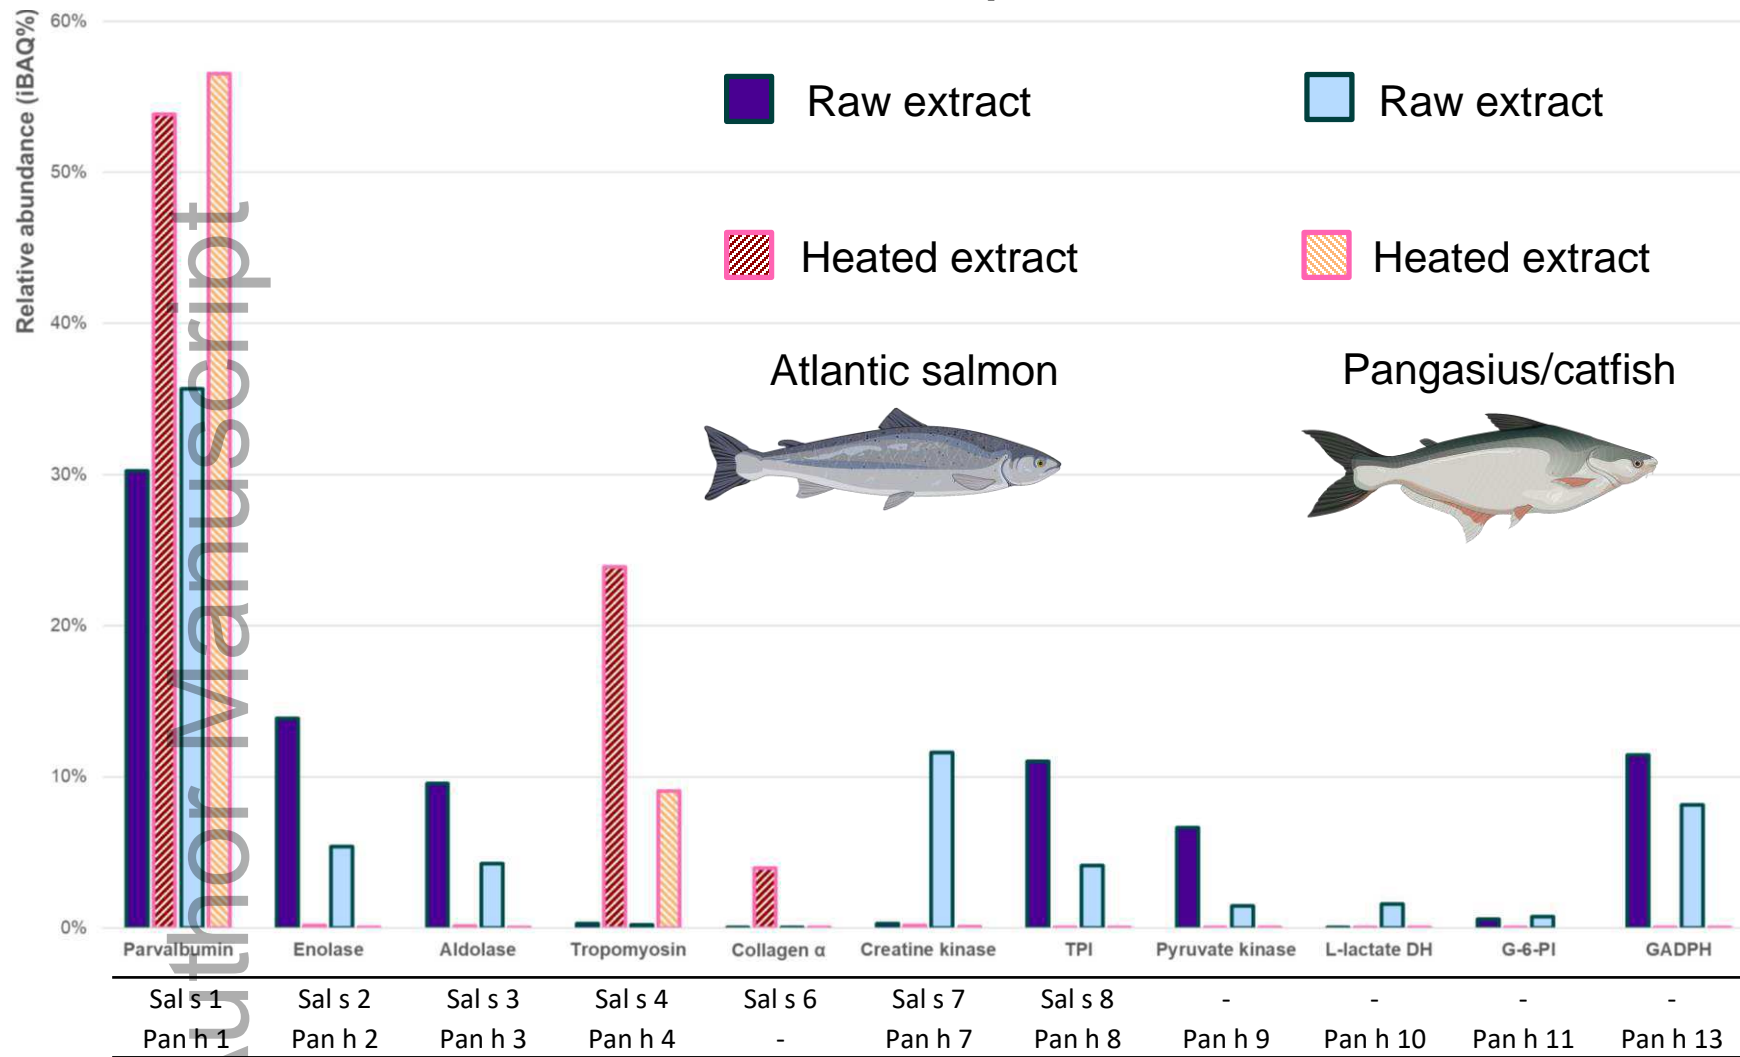 Relative abundance (iBAQ%)
60%
50%
40%
30%
20%
10%
0%
Raw extract
Raw extract
Heated extract
Heated extract
Atlantic salmon
Pangasius/catfish
Author Manuscript
Parvalbumin Enolase Aldolase Tropomyosin Collagen α Creatine kinase TPI Pyruvate kinase L-lactate DH G-6-PI GADPH
Sal s 1 Sal s 2 Sal s 3 Sal s 4 Sal s 6 Sal s 7 Sal s 8 - - - -
Pan h 1 Pan h 2 Pan h 3 Pan h 4 - Pan h 7 Pan h 8 Pan h 9 Pan h 10 Pan h 11 Pan h 13